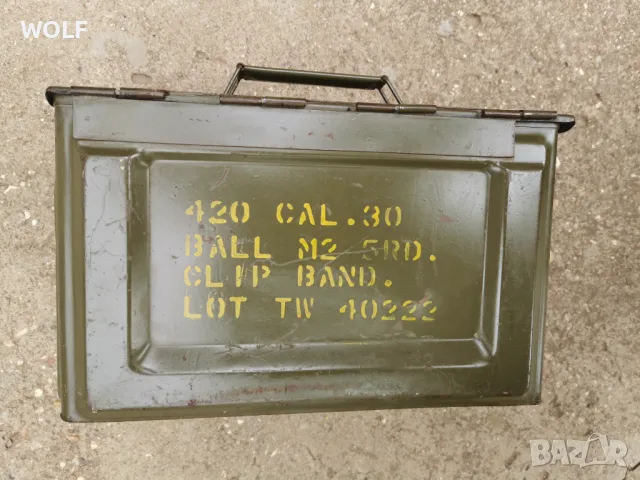 WOLF
420 CAL.30
BALL M2 5RD.
CLIP BAND.
LOT TW 40222
BAZAR